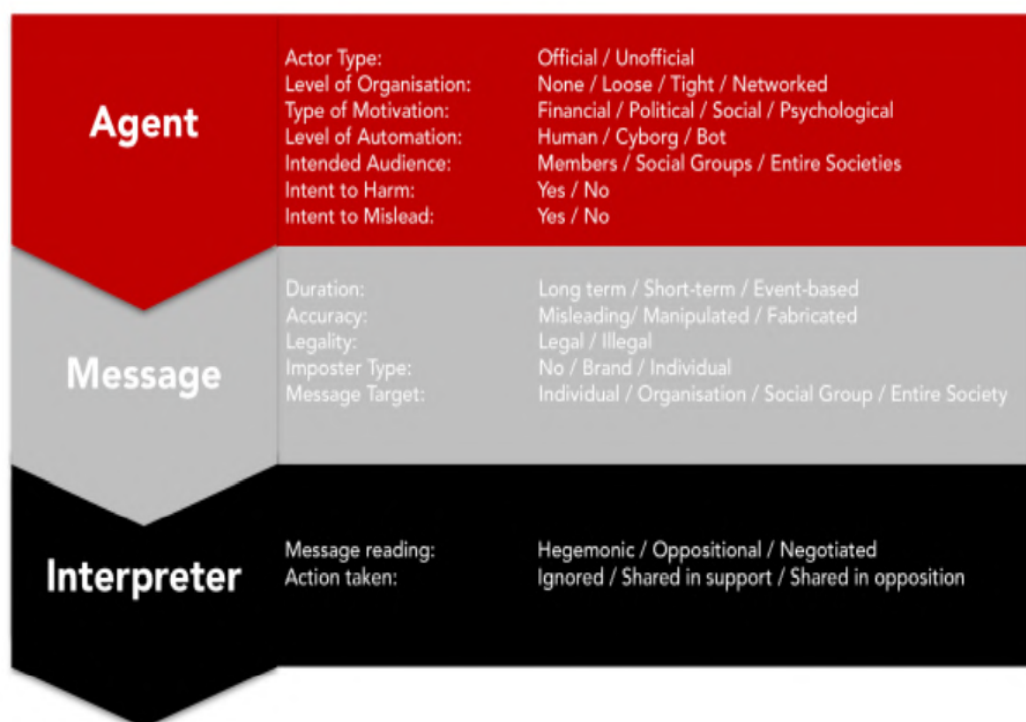 Agent
Actor Type: Official / Unofficial
Level of Organisation: None / Loose / Tight / Networked
Type of Motivation: Financial / Political / Social / Psychological
Level of Automation: Human / Cyborg / Bot
Intended Audience: Members / Social Groups / Entire Societies
Intent to Harm: Yes / No
Intent to Mislead: Yes / No
Message
Duration: Long term / Short-term / Event-based
Accuracy: Misleading/ Manipulated / Fabricated
Legality: Legal / Illegal
Imposter Type: No / Brand / Individual
Message Target: Individual / Organisation / Social Group / Entire Society
Interpreter
Message reading: Hegemonic / Oppositional / Negotiated
Action taken: Ignored / Shared in support / Shared in opposition